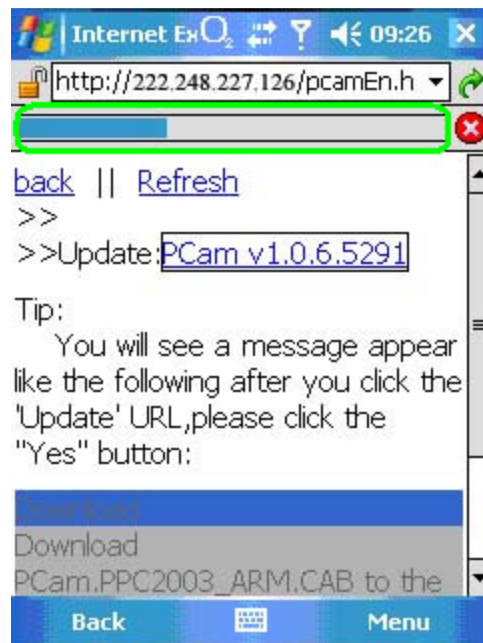 Internet Ex O2 09:26
http://222.248.227.126/pcamEn.h
back || Refresh
>>
>>Update:PCam v1.0.6.5291
Tip:
You will see a message appear
like the following after you click the
'Update' URL,please click the
"Yes" button:
Download
Download
PCam.PPC2003_ARM.CAB to the
Back Menu